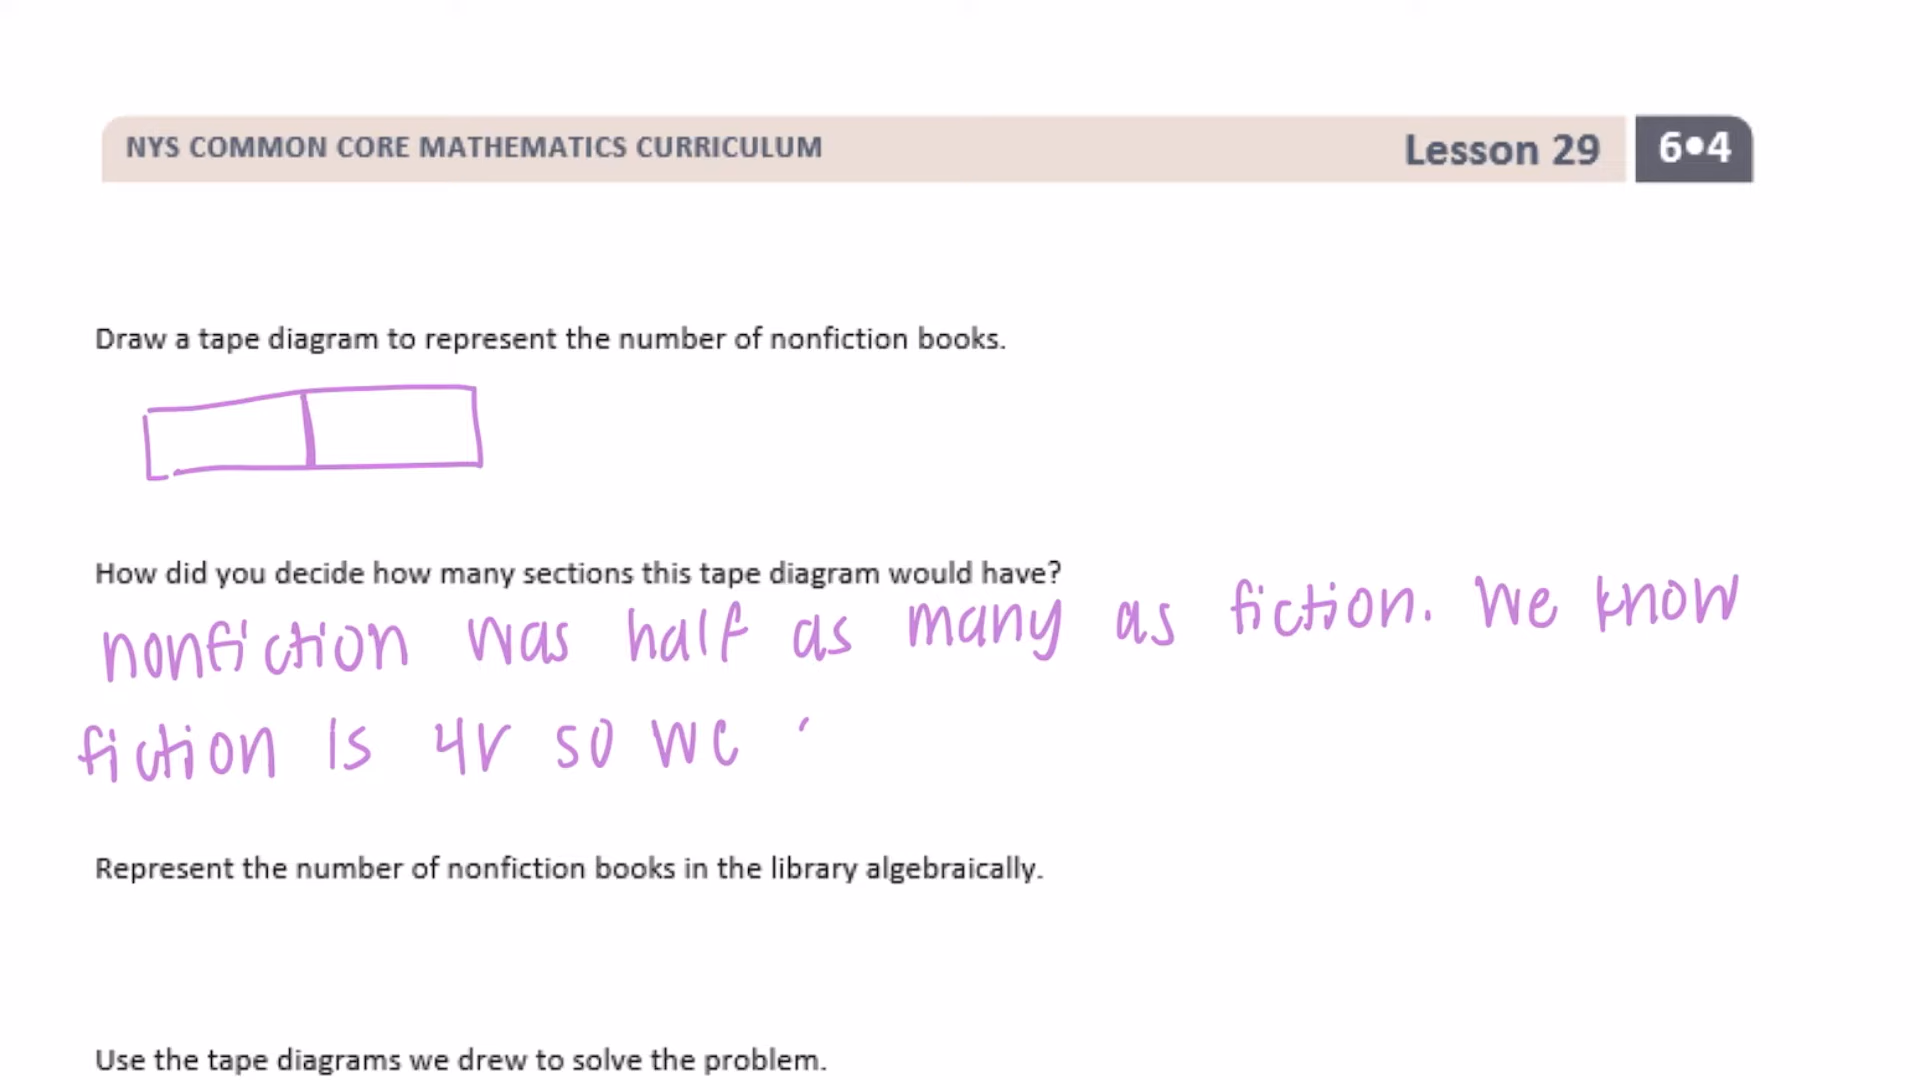 NYS COMMON CORE MATHEMATICS CURRICULUM Lesson 29 6•4
Draw a tape diagram to represent the number of nonfiction books.
How did you decide how many sections this tape diagram would have?
nonfiction was half as many as fiction. We know
fiction is 4r so we
Represent the number of nonfiction books in the library algebraically.
Use the tape diagrams we drew to solve the problem.